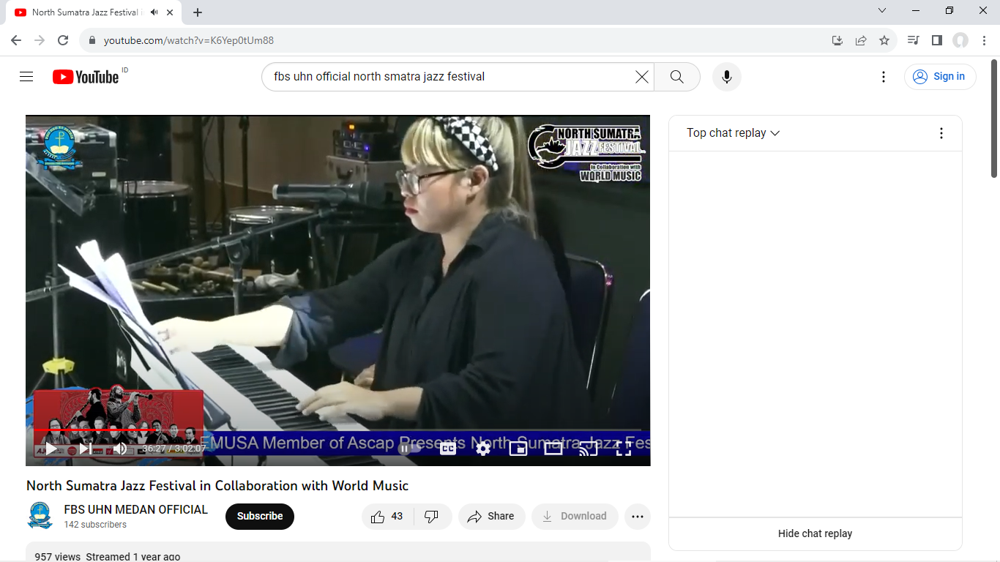 North Sumatra Jazz Festival i
youtube.com/watch?v=K6Yep0tUm88
YouTube ID
fbs uhn official north smatra jazz festival
Sign in
NORTH SUMATRA
JAZZ FESTIVAL
in Collaboration with
WORLD MUSIC
Top chat replay
EMUSA Member of Ascap Presents North Sumatra Jazz Fes
36:27 / 3:02:07
CC
North Sumatra Jazz Festival in Collaboration with World Music
FBS UHN MEDAN OFFICIAL
142 subscribers
Subscribe
43
Share
Download
Hide chat replay
957 views Streamed 1 year ago